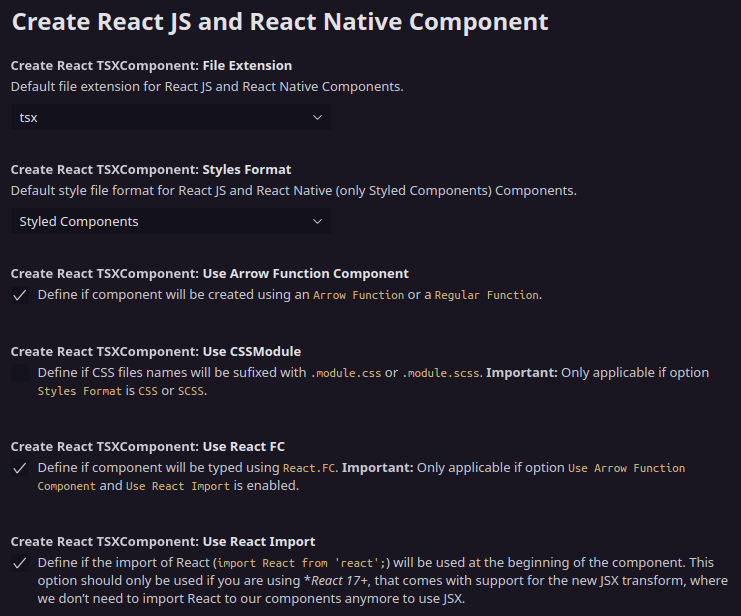 Create React JS and React Native Component
Create React TSXComponent: File Extension
Default file extension for React JS and React Native Components.
tsx
Create React TSXComponent: Styles Format
Default style file format for React JS and React Native (only Styled Components) Components.
Styled Components
Create React TSXComponent: Use Arrow Function Component
Define if component will be created using an Arrow Function or a Regular Function.
Create React TSXComponent: Use CSSModule
Define if CSS files names will be sufixed with .module.css or .module.scss. Important: Only applicable if option
Styles Format is CSS or SCSS.
Create React TSXComponent: Use React FC
Define if component will be typed using React.FC. Important: Only applicable if option Use Arrow Function
Component and Use React Import is enabled.
Create React TSXComponent: Use React Import
Define if the import of React (import React from 'react';) will be used at the beginning of the component. This
option should only be used if you are using *React 17+, that comes with support for the new JSX transform, where
we don't need to import React to our components anymore to use JSX.